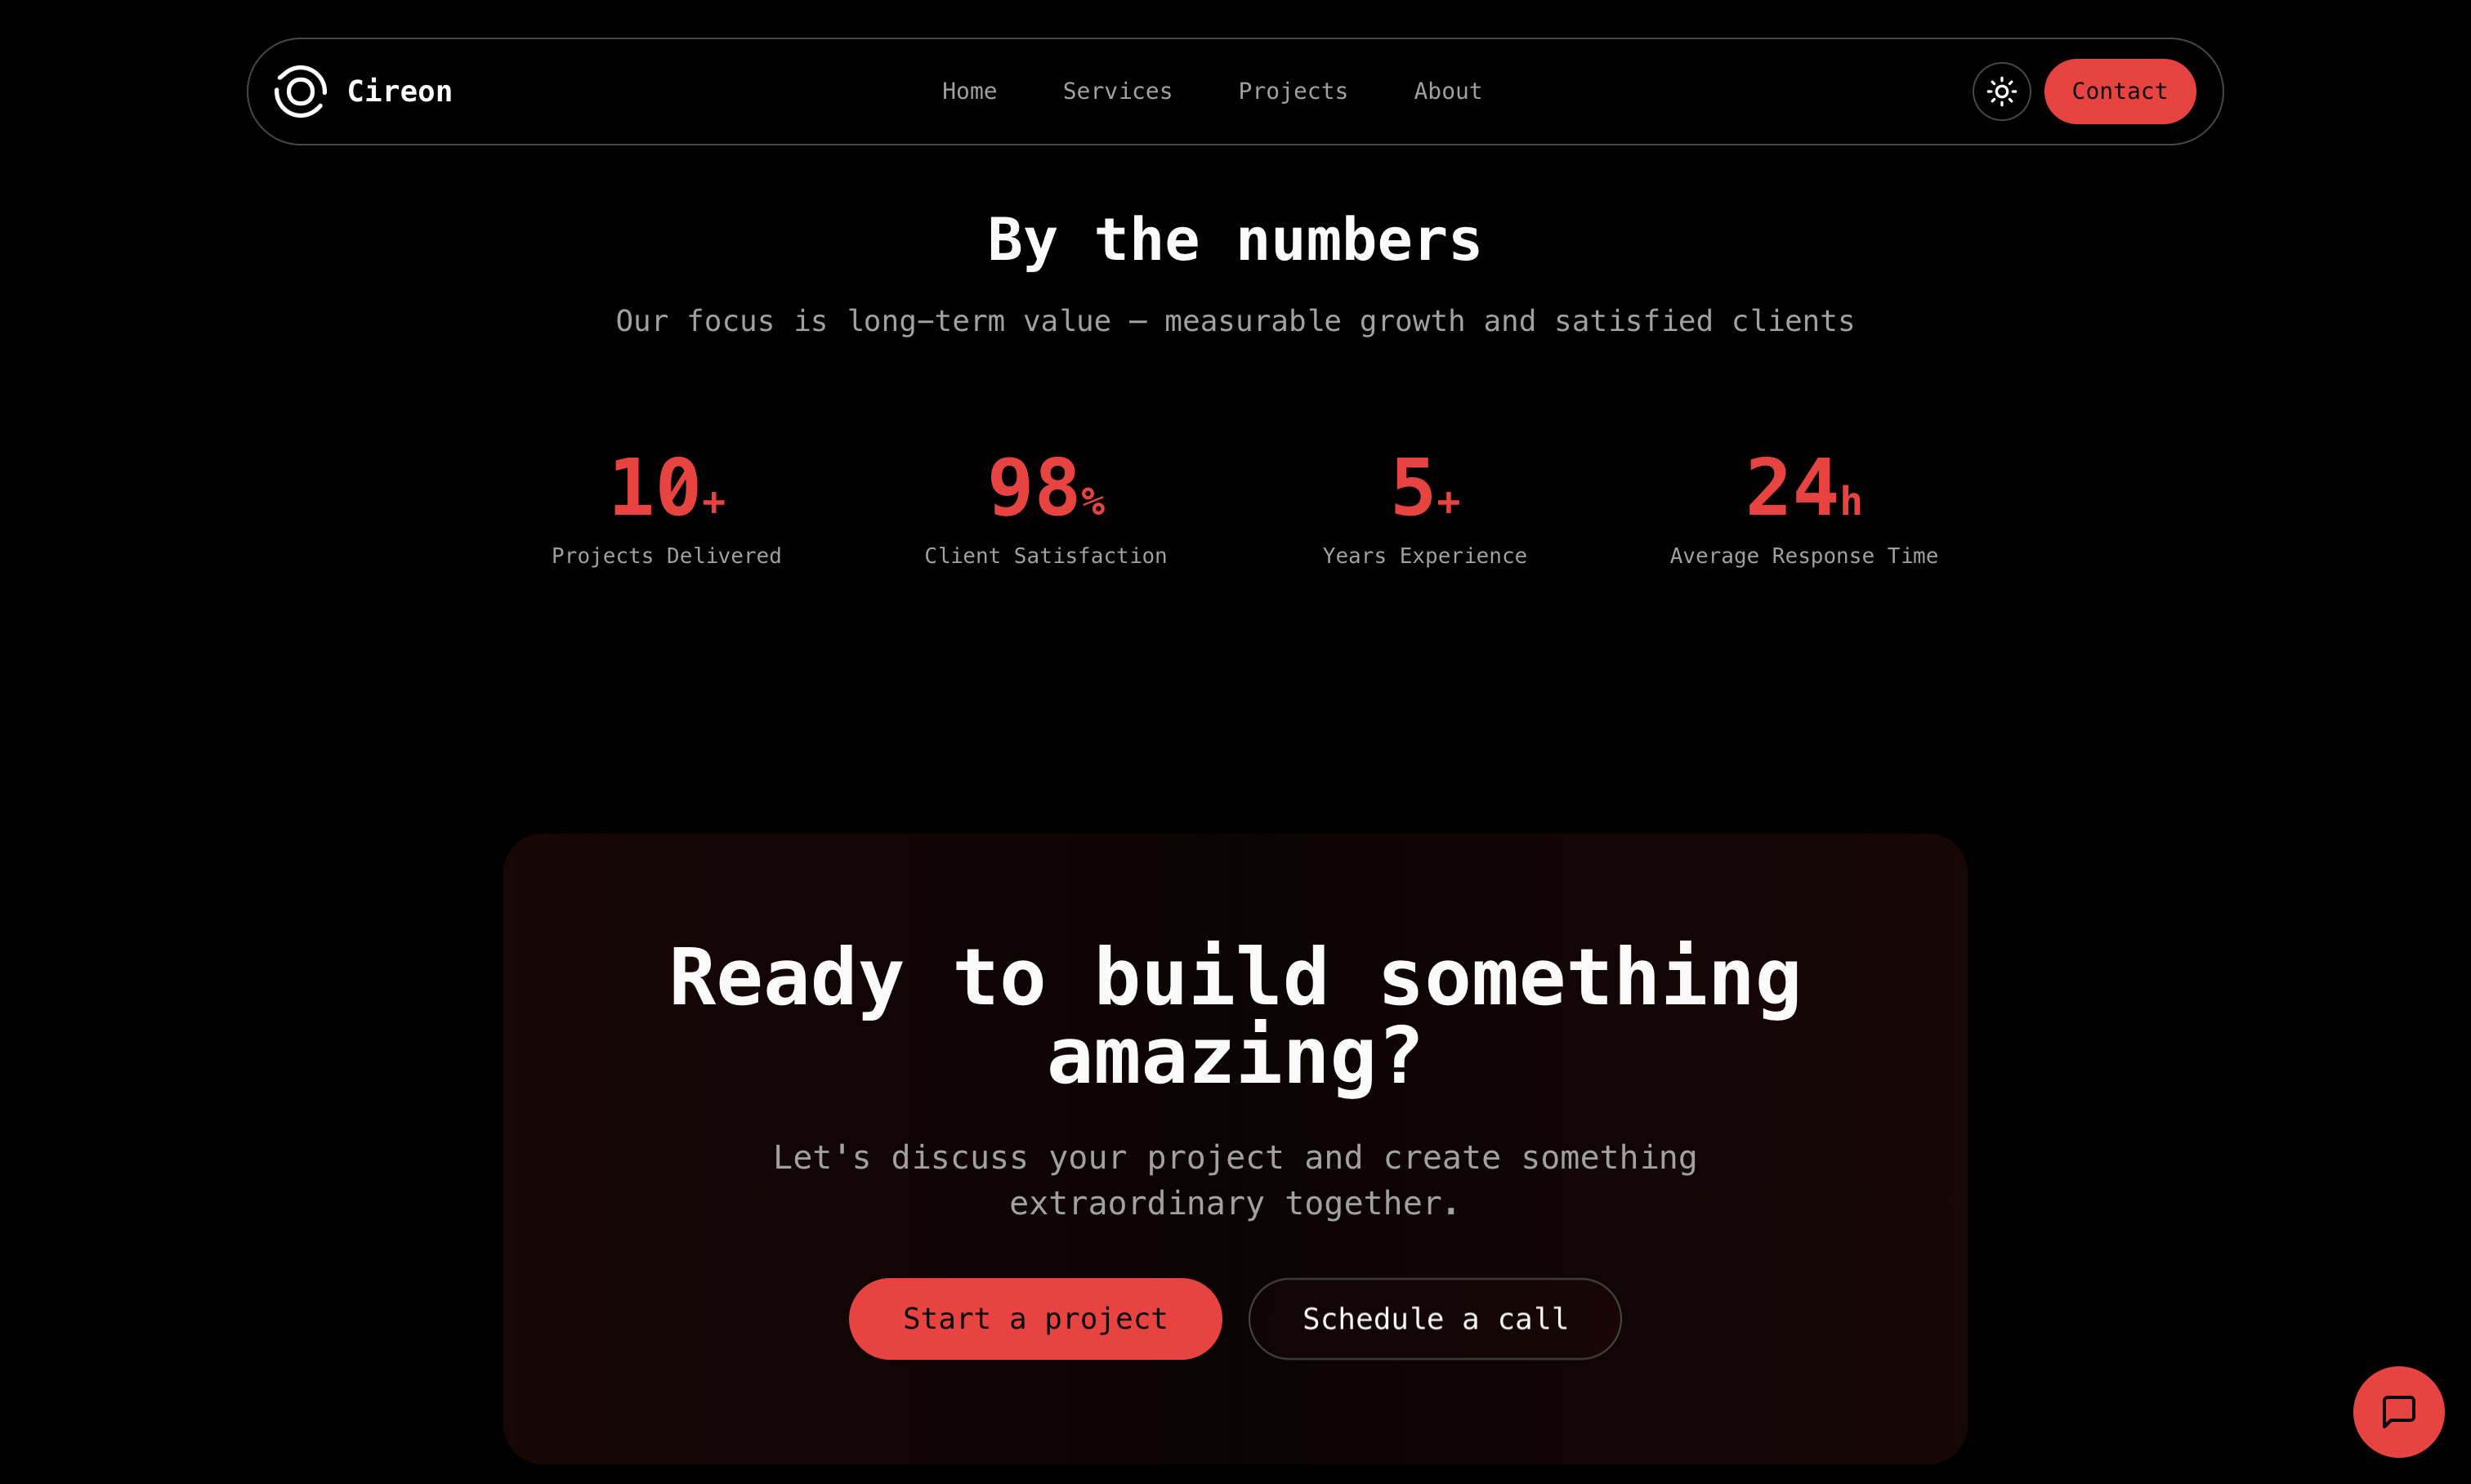 Cireon
Home Services Projects About
Contact
By the numbers
Our focus is long-term value — measurable growth and satisfied clients
10+ 98% 5+ 24h
Projects Delivered Client Satisfaction Years Experience Average Response Time
Ready to build something
amazing?
Let's discuss your project and create something
extraordinary together.
Start a project Schedule a call